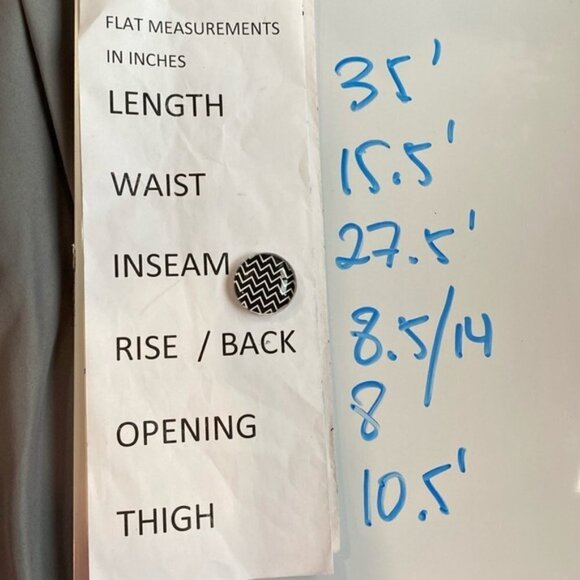 FLAT MEASUREMENTS
IN INCHES
LENGTH 35'
WAIST 15.5'
INSEAM 27.5'
RISE / BACK 8.5/14
OPENING 8
THIGH 10.5'